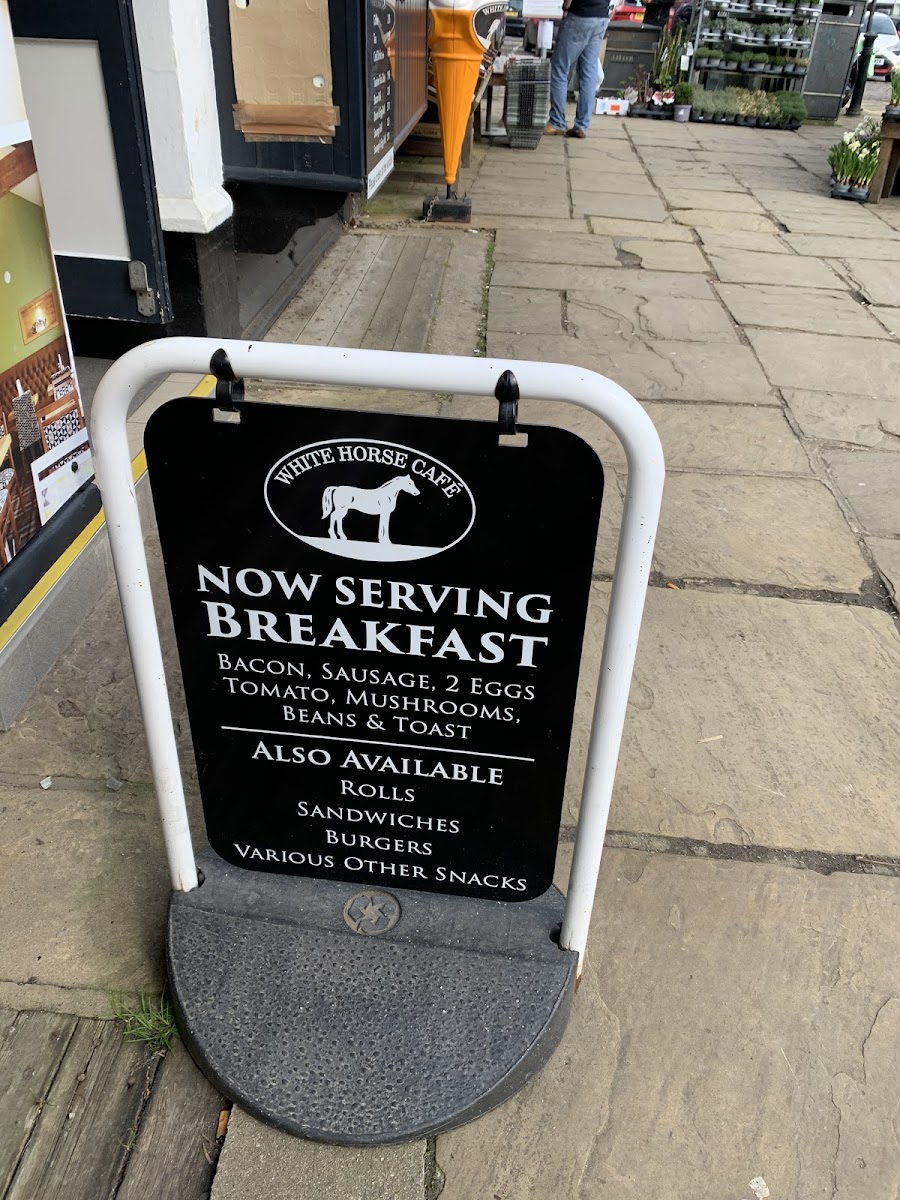 WHITE HORSE CAFÉ
NOW SERVING
BREAKFAST
BACON, SAUSAGE, 2 EGGS
TOMATO, MUSHROOMS,
BEANS & TOAST
ALSO AVAILABLE
ROLLS
SANDWICHES
BURGERS
VARIOUS OTHER SNACKS